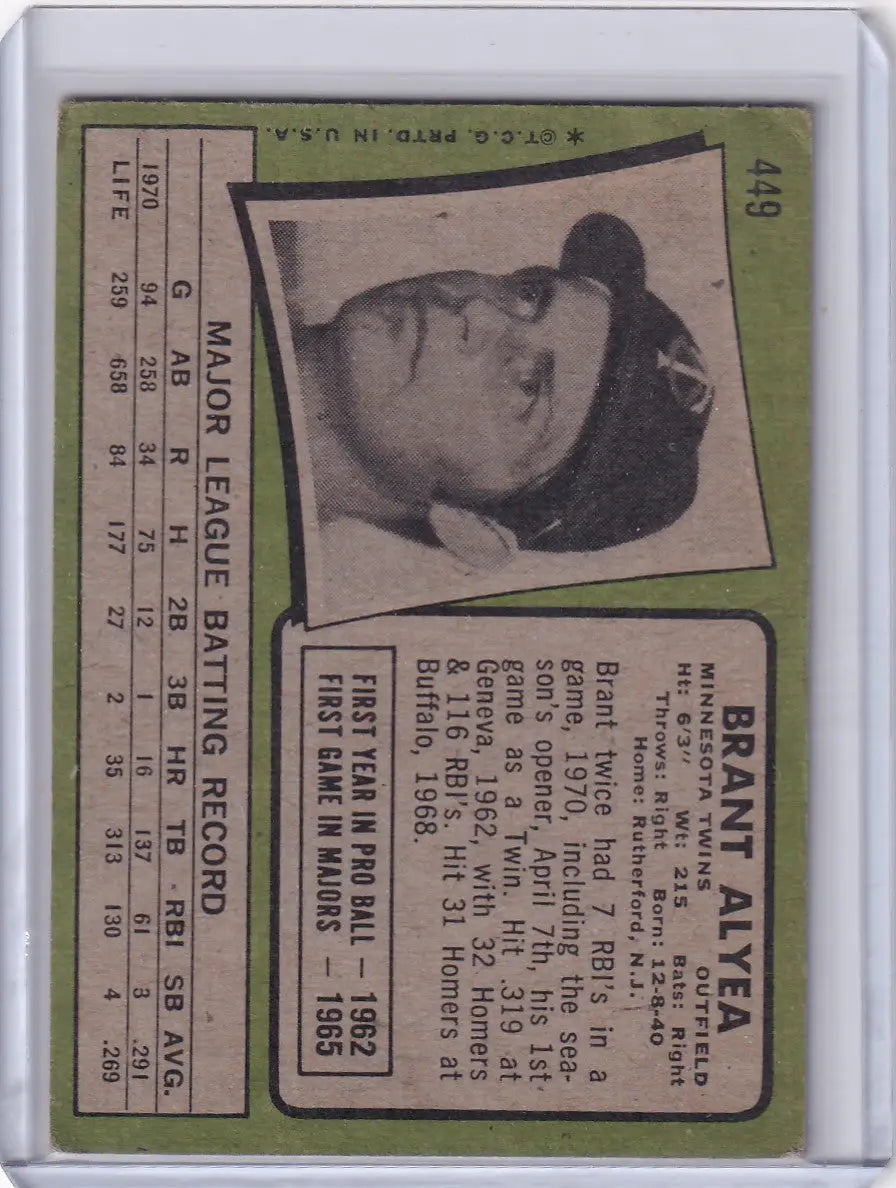 449
*©T.C.G. PRTD. IN U.S.A.
BRANT ALYEA
MINNESOTA TWINS OUTFIELD
Ht: 6'3" Wt: 215 Bats: Right
Throws: Right Born: 12-8-40
Home: Rutherford, N.J.
Brant twice had 7 RBI's in a
game, 1970, including the sea-
son's opener, April 7th, his 1st
game as a Twin. Hit .319 at
Geneva, 1962, with 32 Homers
& 116 RBI's. Hit 31 Homers at
Buffalo, 1968.
FIRST YEAR IN PRO BALL — 1962
FIRST GAME IN MAJORS — 1965
MAJOR LEAGUE BATTING RECORD
G AB R H 2B 3B HR TB RBI SB AVG.
1970 94 258 34 75 12 1 16 137 61 3 .291
LIFE 259 658 84 177 27 2 35 313 130 4 .269